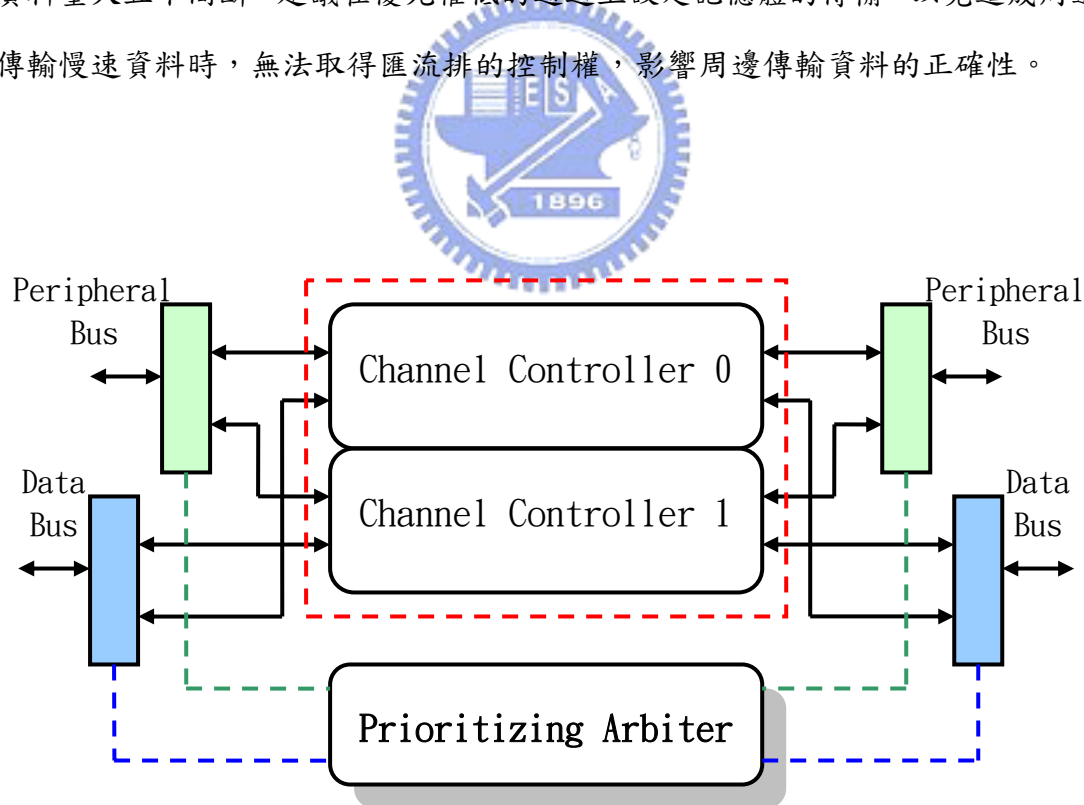 傳輸慢速資料時,無法取得匯流排的控制權,影響周邊傳輸資料的正確性。
ES
A
1896
Peripheral
Bus
Peripheral
Bus
Channel Controller 0
Data
Bus
Data
Bus
Channel Controller 1
Prioritizing Arbiter